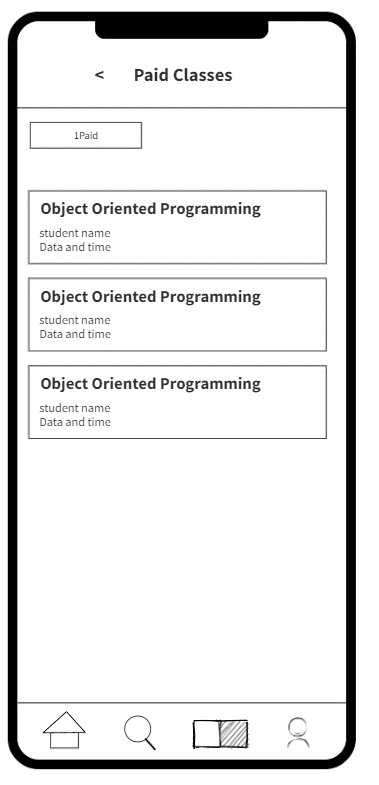 < Paid Classes
1Paid
Object Oriented Programming
student name
Data and time
Object Oriented Programming
student name
Data and time
Object Oriented Programming
student name
Data and time